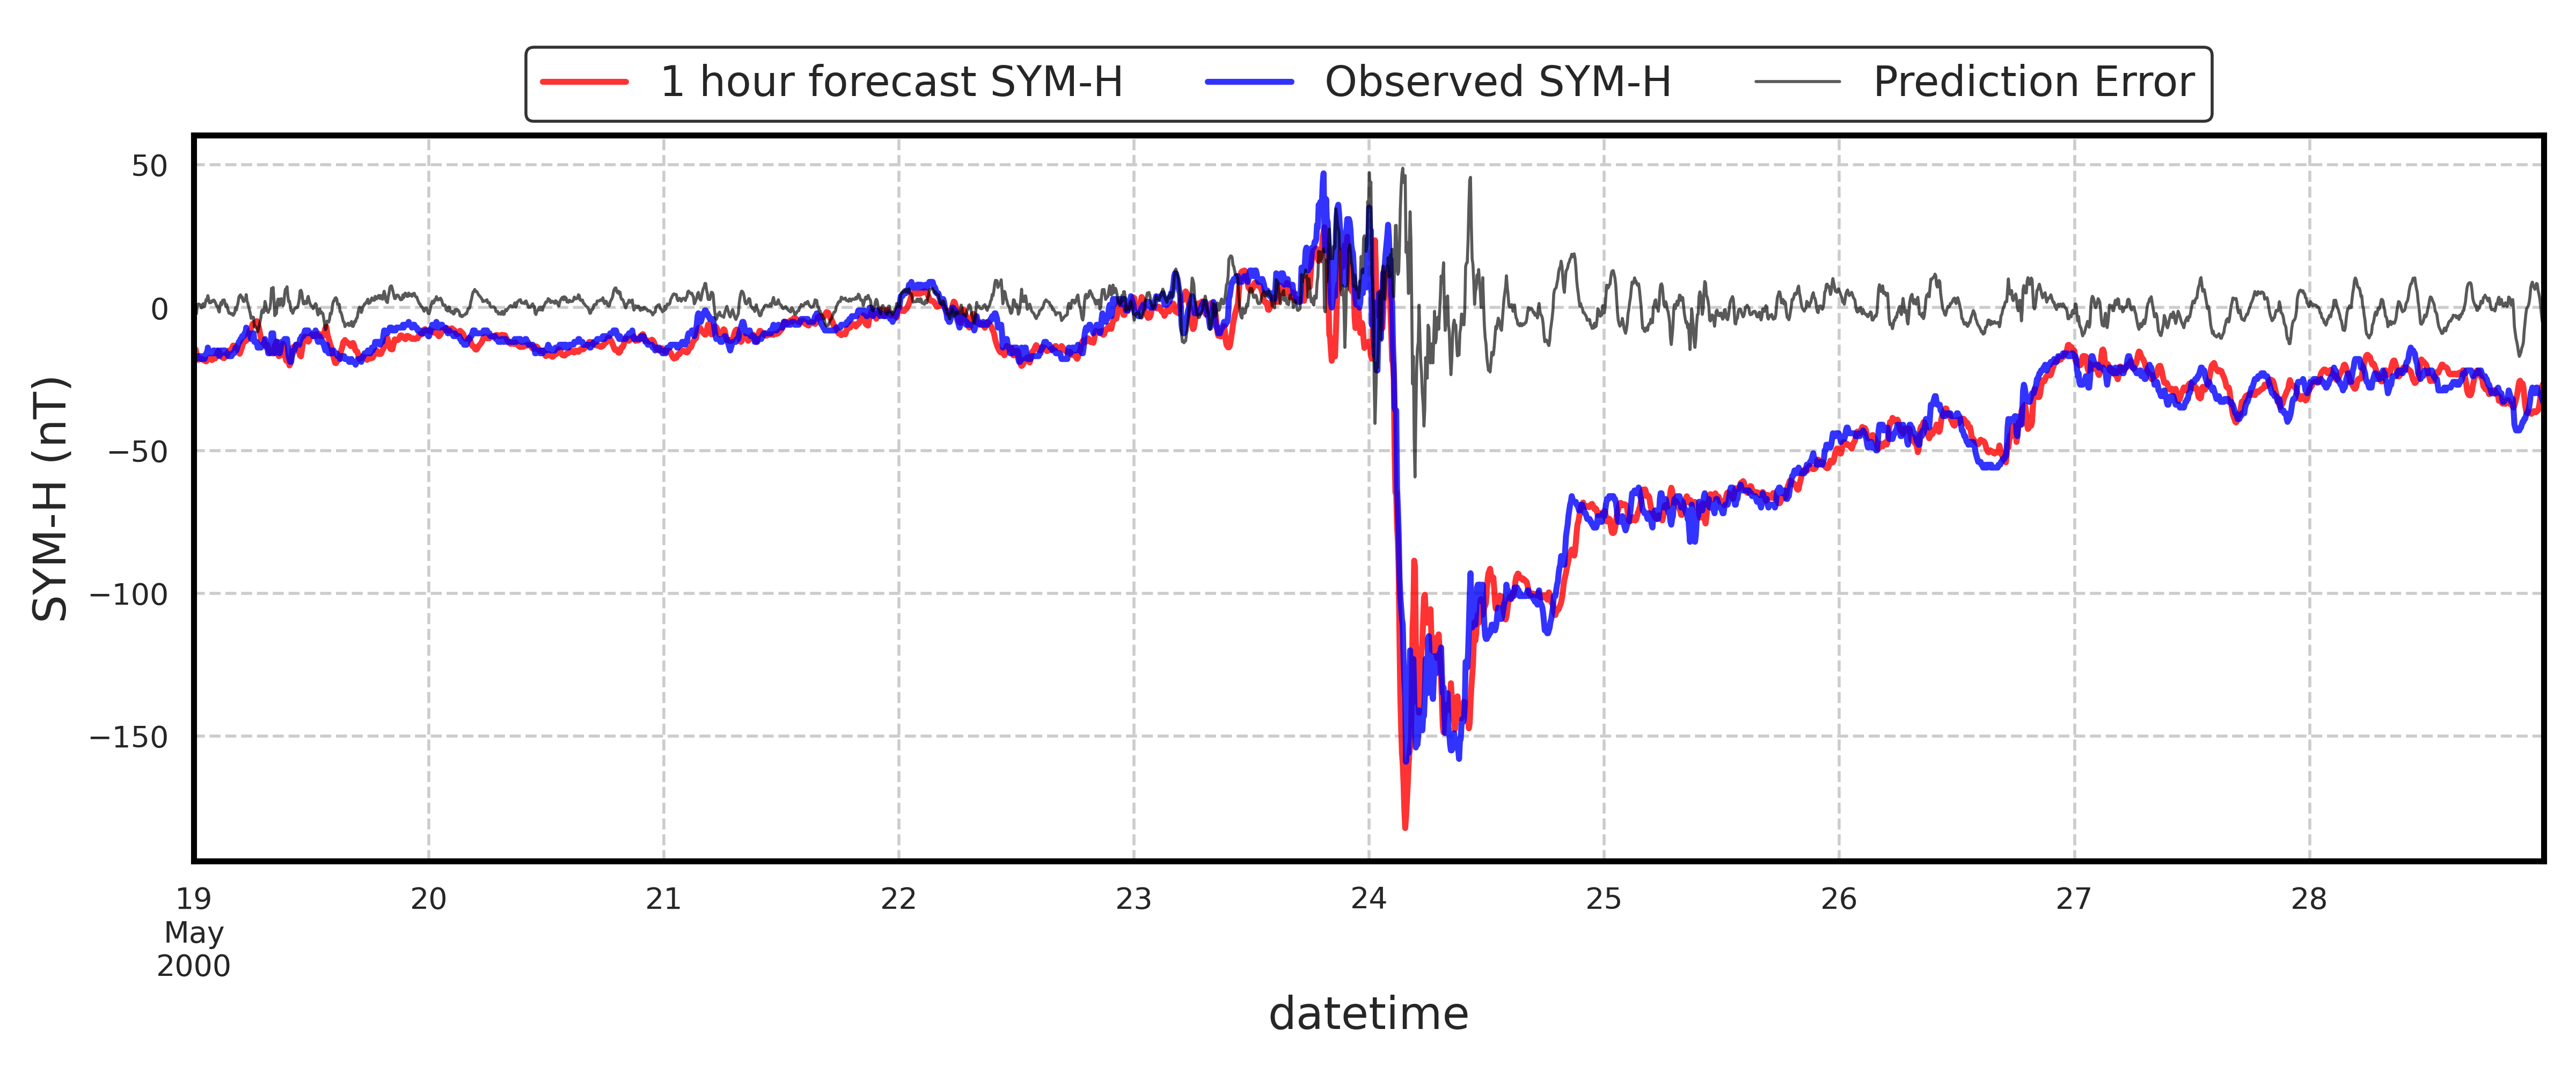 1 hour forecast SYM-H Observed SYM-H Prediction Error
50
0
−50
−100
−150
SYM-H (nT)
19 20 21 22 23 24 25 26 27 28
May
2000
datetime